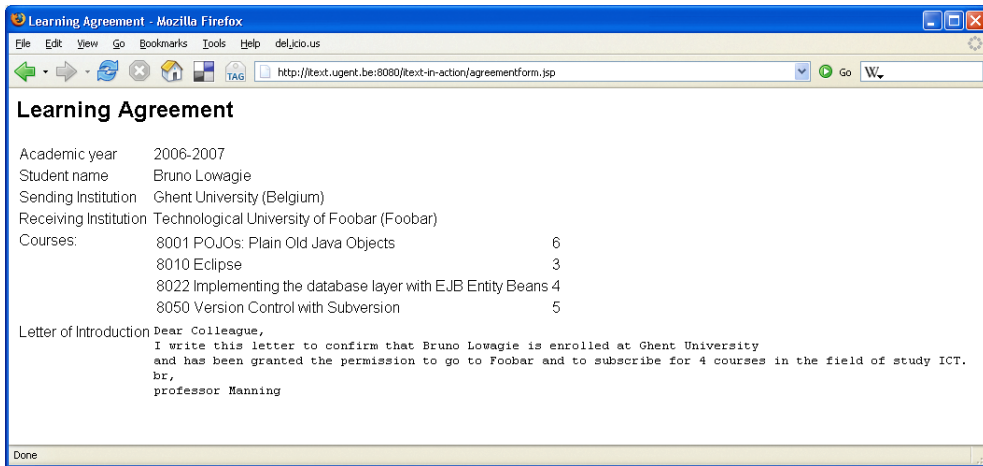 Learning Agreement - Mozilla Firefox
File Edit View Go Bookmarks Tools Help del.icio.us
TAG http://itext.ugent.be:8080/itext-in-action/agreementform.jsp Go W
Learning Agreement
Academic year 2006-2007
Student name Bruno Lowagie
Sending Institution Ghent University (Belgium)
Receiving Institution Technological University of Foobar (Foobar)
Courses: 8001 POJOs: Plain Old Java Objects 6
8010 Eclipse 3
8022 Implementing the database layer with EJB Entity Beans 4
8050 Version Control with Subversion 5
Letter of Introduction Dear Colleague,
I write this letter to confirm that Bruno Lowagie is enrolled at Ghent University
and has been granted the permission to go to Foobar and to subscribe for 4 courses in the field of study ICT.
br,
professor Manning
Done